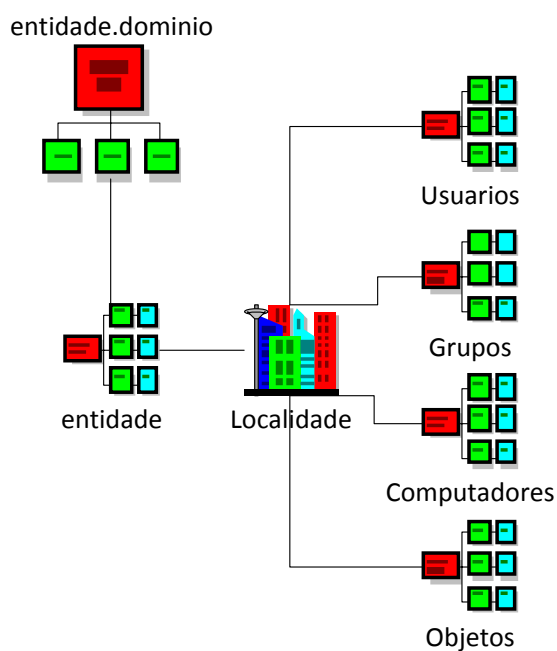 entidade.dominio
Usuarios
Grupos
entidade
Localidade
Computadores
Objetos